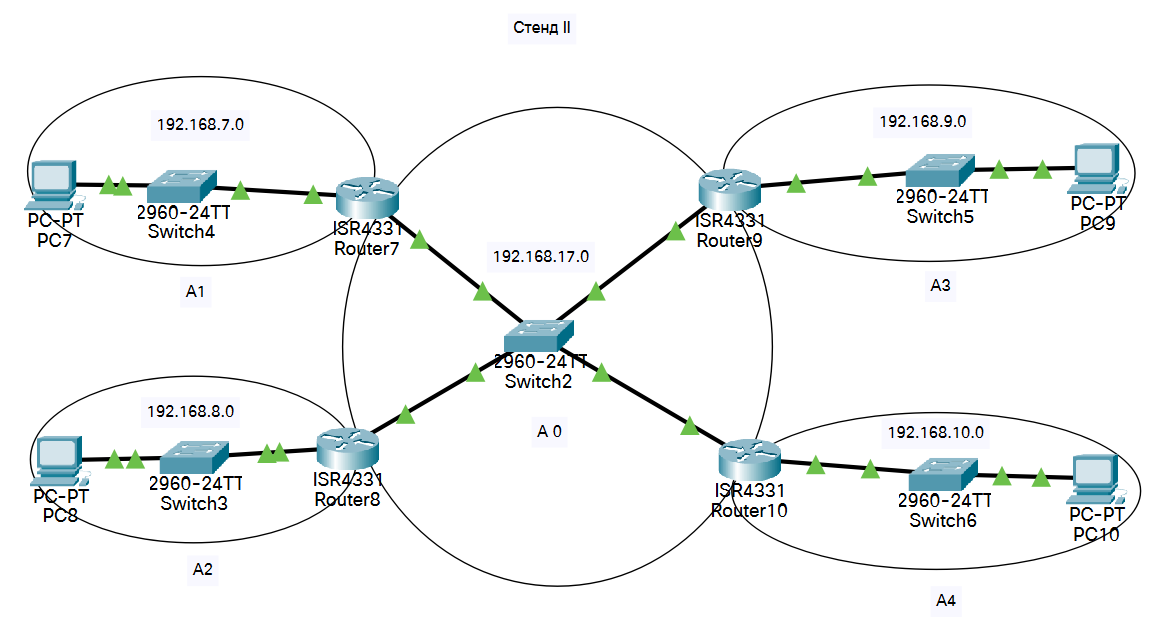 Стенд II
192.168.7.0
PC-PT
PC7
2960-24TT
Switch4
ISR4331
Router7
A1
192.168.9.0
ISR4331
Router9
2960-24TT
Switch5
PC-PT
PC9
A3
192.168.17.0
2960-24TT
Switch2
A 0
192.168.8.0
PC-PT
PC8
2960-24TT
Switch3
ISR4331
Router8
A2
192.168.10.0
ISR4331
Router10
2960-24TT
Switch6
PC-PT
PC10
A4